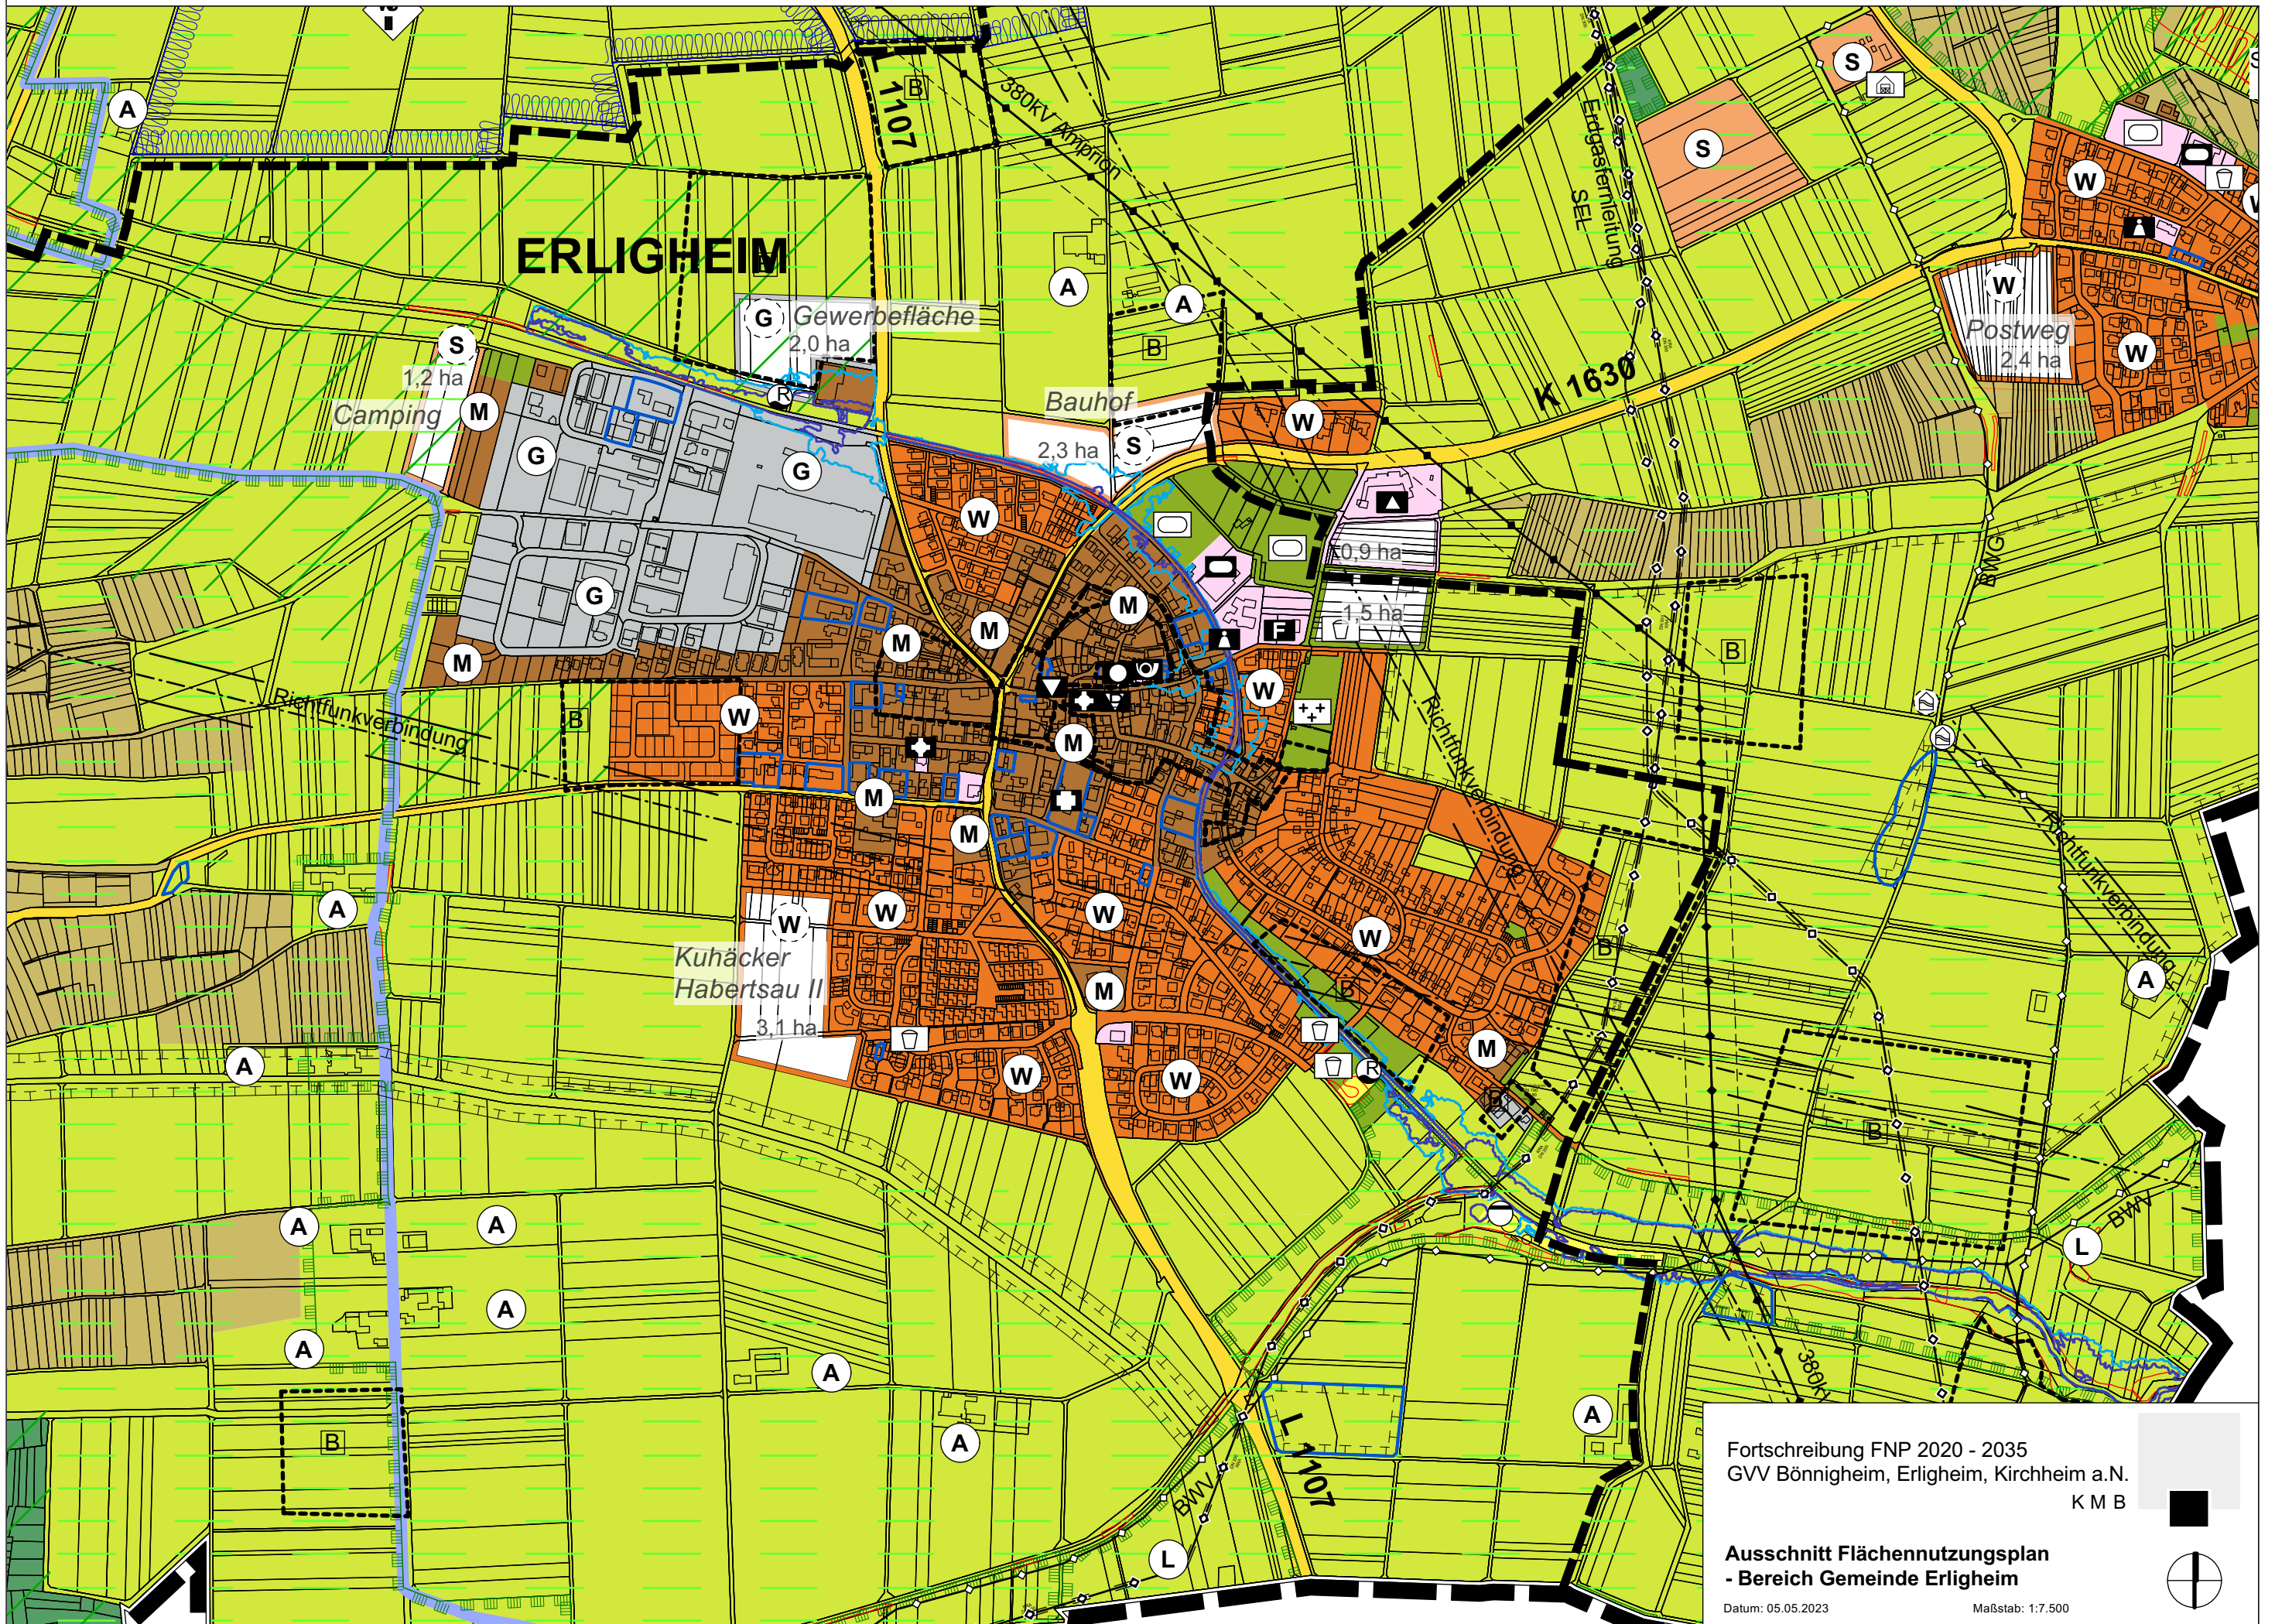 A
1107
B
380kV Amprion
Erdgasfernleitung
SEL
S
S
W
ERLIGHEIM
A
A
B
W
Postweg
2,4 ha
W
G
Gewerbefläche
2,0 ha
S
1,2 ha
Camping
M
R
K 1630
Bauhof
2,3 ha
S
W
G
G
W
0,9 ha
BWG
G
M
M
M
1,5 ha
F
M
B
Richtfunkverbindung
B
W
W
M
Richtfunkverbindung
M
M
Richtfunkverbindung
A
W
W
W
W
B
A
Kuhäcker
Habertsau II
3,1 ha
M
B
M
A
W
W
R
B
B
A
A
BWV
L
A
A
A
380kV
B
A
A
L 1107
BWV
L
Fortschreibung FNP 2020 - 2035
GVV Bönnigheim, Erligheim, Kirchheim a.N.
K M B
Ausschnitt Flächennutzungsplan
- Bereich Gemeinde Erligheim
Datum: 05.05.2023
Maßstab: 1:7.500